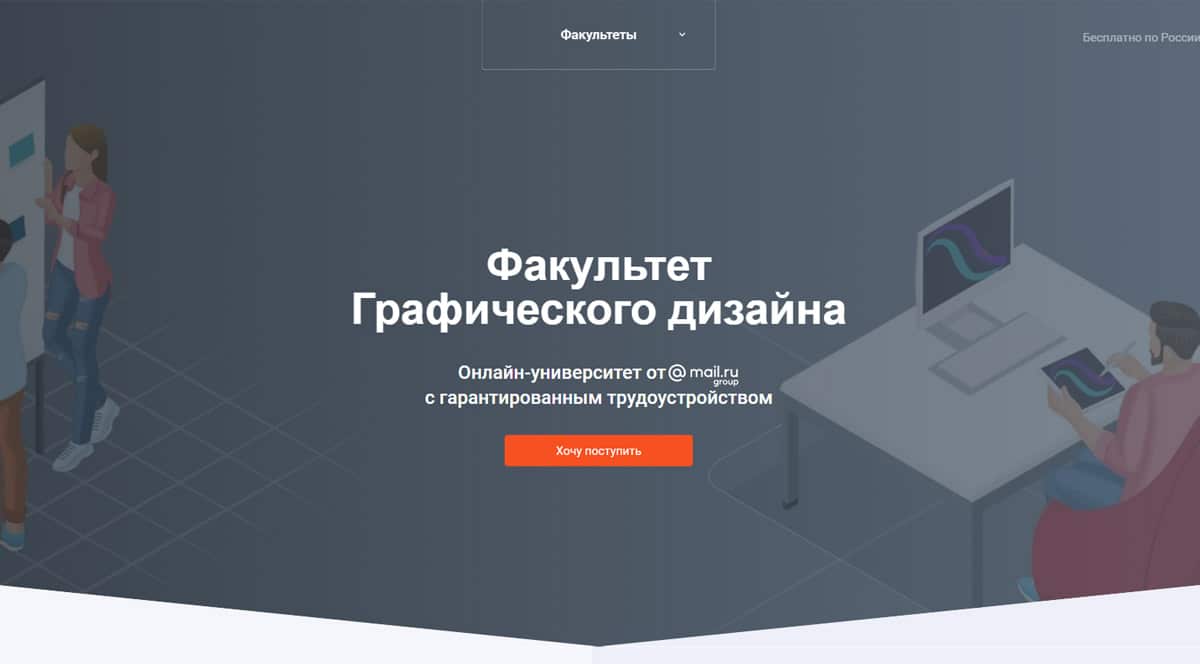 Факультеты
Бесплатно по России
Факультет
Графического дизайна
Онлайн-университет от @ mail.ru
group
с гарантированным трудоустройством
Хочу поступить